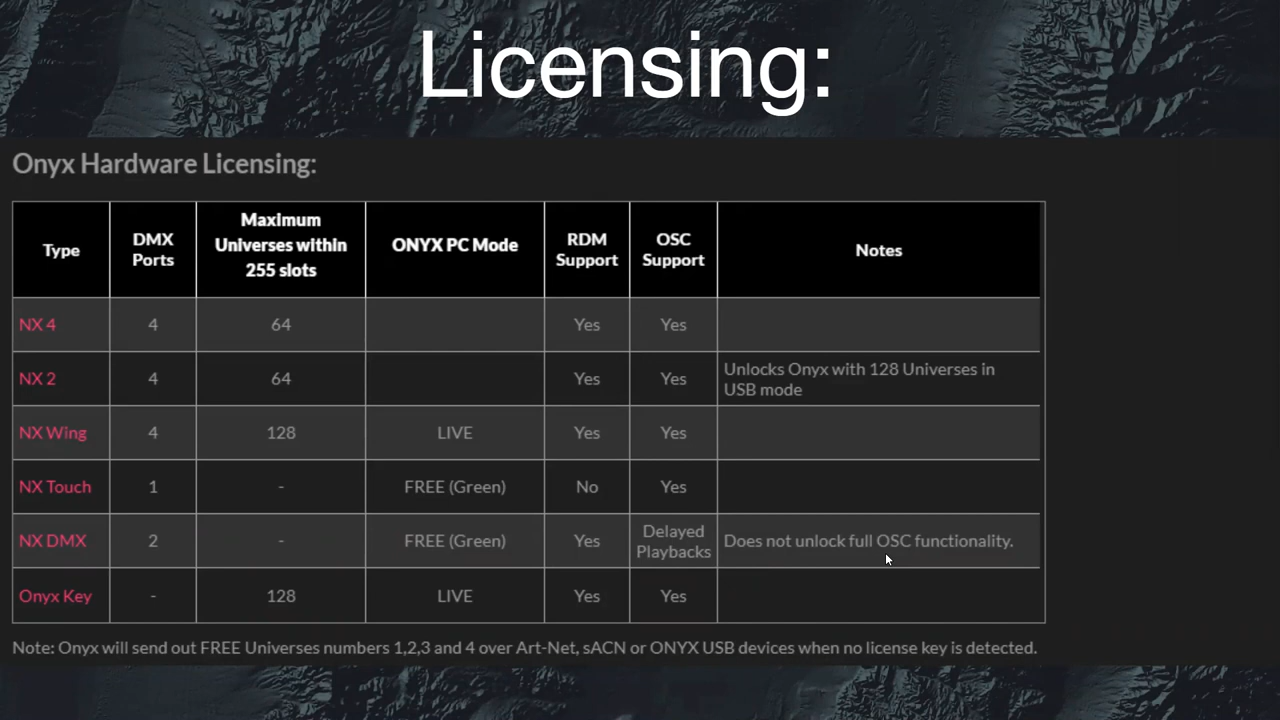 Licensing:
Onyx Hardware Licensing:
Type
DMX
Ports
Maximum
Universes within
255 slots
ONYX PC Mode
RDM
Support
OSC
Support
Notes
NX 4
4
64
Yes
Yes
NX 2
4
64
Yes
Yes
Unlocks Onyx with 128 Universes in
USB mode
NX Wing
4
128
LIVE
Yes
Yes
NX Touch
1
-
FREE (Green)
No
Yes
NX DMX
2
-
FREE (Green)
Yes
Delayed
Playbacks
Does not unlock full OSC functionality.
Onyx Key
-
128
LIVE
Yes
Yes
Note: Onyx will send out FREE Universes numbers 1,2,3 and 4 over Art-Net, sACN or ONYX USB devices when no license key is detected.